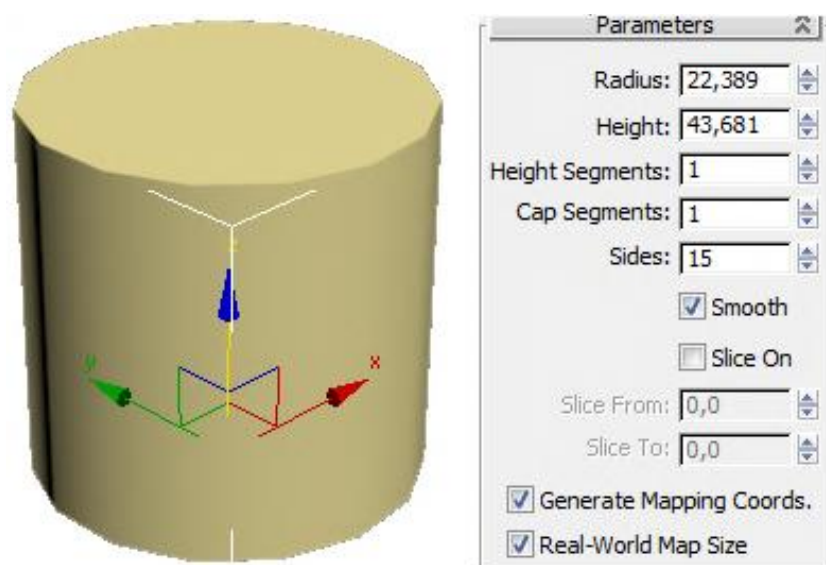 Parameters
Radius: 22,389
Height: 43,681
Height Segments: 1
Cap Segments: 1
Sides: 15
Smooth
Slice On
Slice From: 0,0
Slice To: 0,0
Generate Mapping Coords.
Real-World Map Size
z
y
x